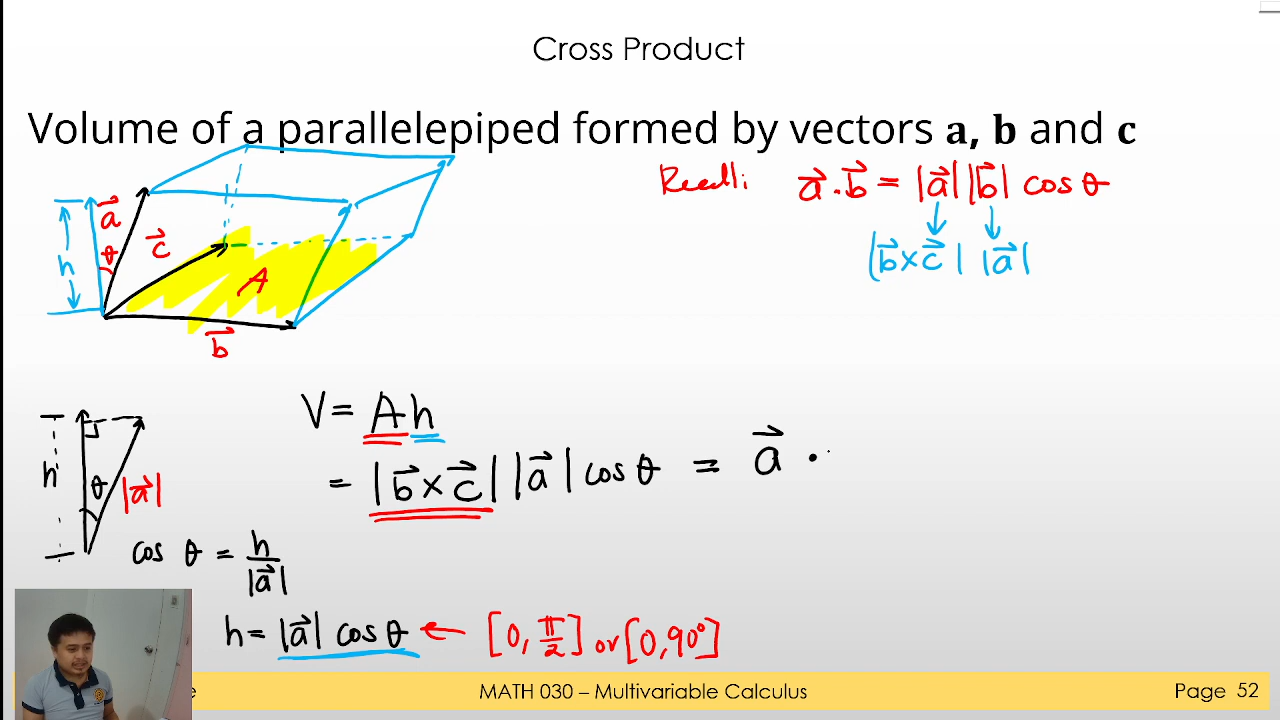 Cross Product
Volume of a parallelepiped formed by vectors a, b and c
Recall: a⃗ · b⃗ = |a⃗| |b⃗| cos θ
|b⃗ × c⃗| |a⃗|
h
a⃗
θ
c⃗
A
b⃗
V = Ah
= |b⃗ × c⃗| |a⃗| cos θ = a⃗ ·
h
θ
|a⃗|
cos θ = h/|a⃗|
h = |a⃗| cos θ ← [0, π/2] or [0, 90°]
MATH 030 – Multivariable Calculus
Page 52